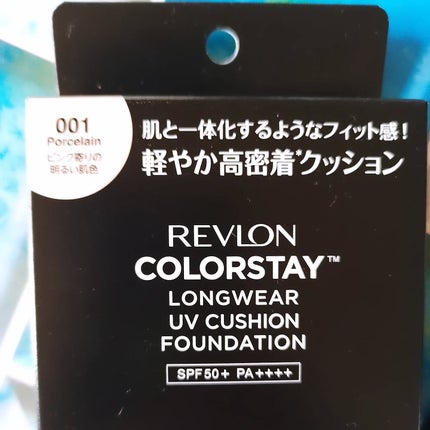 001
Porcelain
ピンク寄りの
明るい肌色
肌と一体化するようなフィット感!
軽やか高密着*クッション
REVLON
COLORSTAY™
LONGWEAR
UV CUSHION
FOUNDATION
SPF50+ PA++++